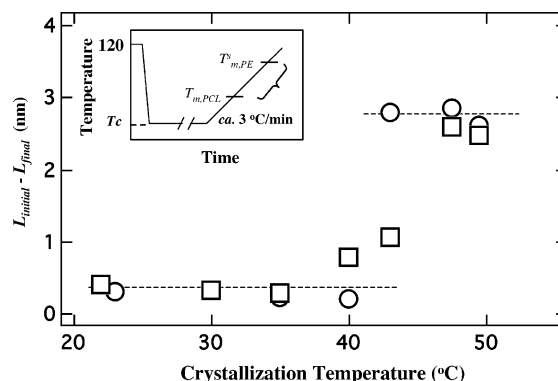 4
3
2
1
0
L_initial - L_final (nm)
120
Tc
Temperature
T^s_m,PE
T_m,PCL
ca. 3 °C/min
Time
20 30 40 50
Crystallization Temperature (°C)